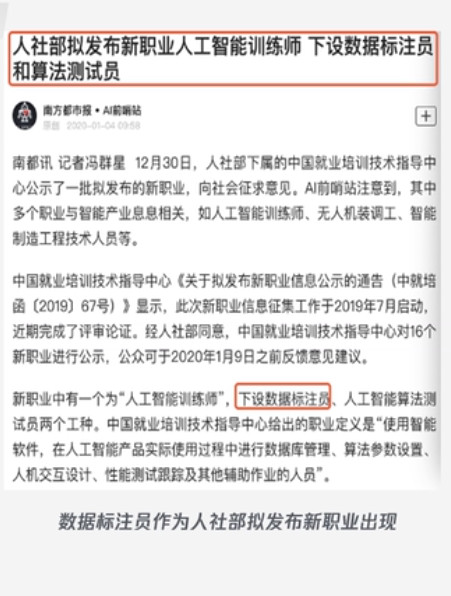 人社部拟发布新职业人工智能训练师 下设数据标注员
和算法测试员
南方都市报·AI前哨站
原创 2020-01-04 09:58
南都讯 记者冯群星 12月30日，人社部下属的中国就业培训技术指导中
心公示了一批拟发布的新职业，向社会征求意见。AI前哨站注意到，其中
多个职业与智能产业息息相关，如人工智能训练师、无人机装调工、智能
制造工程技术人员等。
中国就业培训技术指导中心《关于拟发布新职业信息公示的通告（中就培
函〔2019〕67号）》显示，此次新职业信息征集工作于2019年7月启动，
近期完成了评审论证。经人社部同意，中国就业培训技术指导中心对16个
新职业进行公示，公众可于2020年1月9日之前反馈意见建议。
新职业中有一个为“人工智能训练师”，下设数据标注员、人工智能算法测
试员两个工种。中国就业培训技术指导中心给出的职业定义是“使用智能
软件，在人工智能产品实际使用过程中进行数据库管理、算法参数设置、
人机交互设计、性能测试跟踪及其他辅助作业的人员”。
数据标注员作为人社部拟发布新职业出现